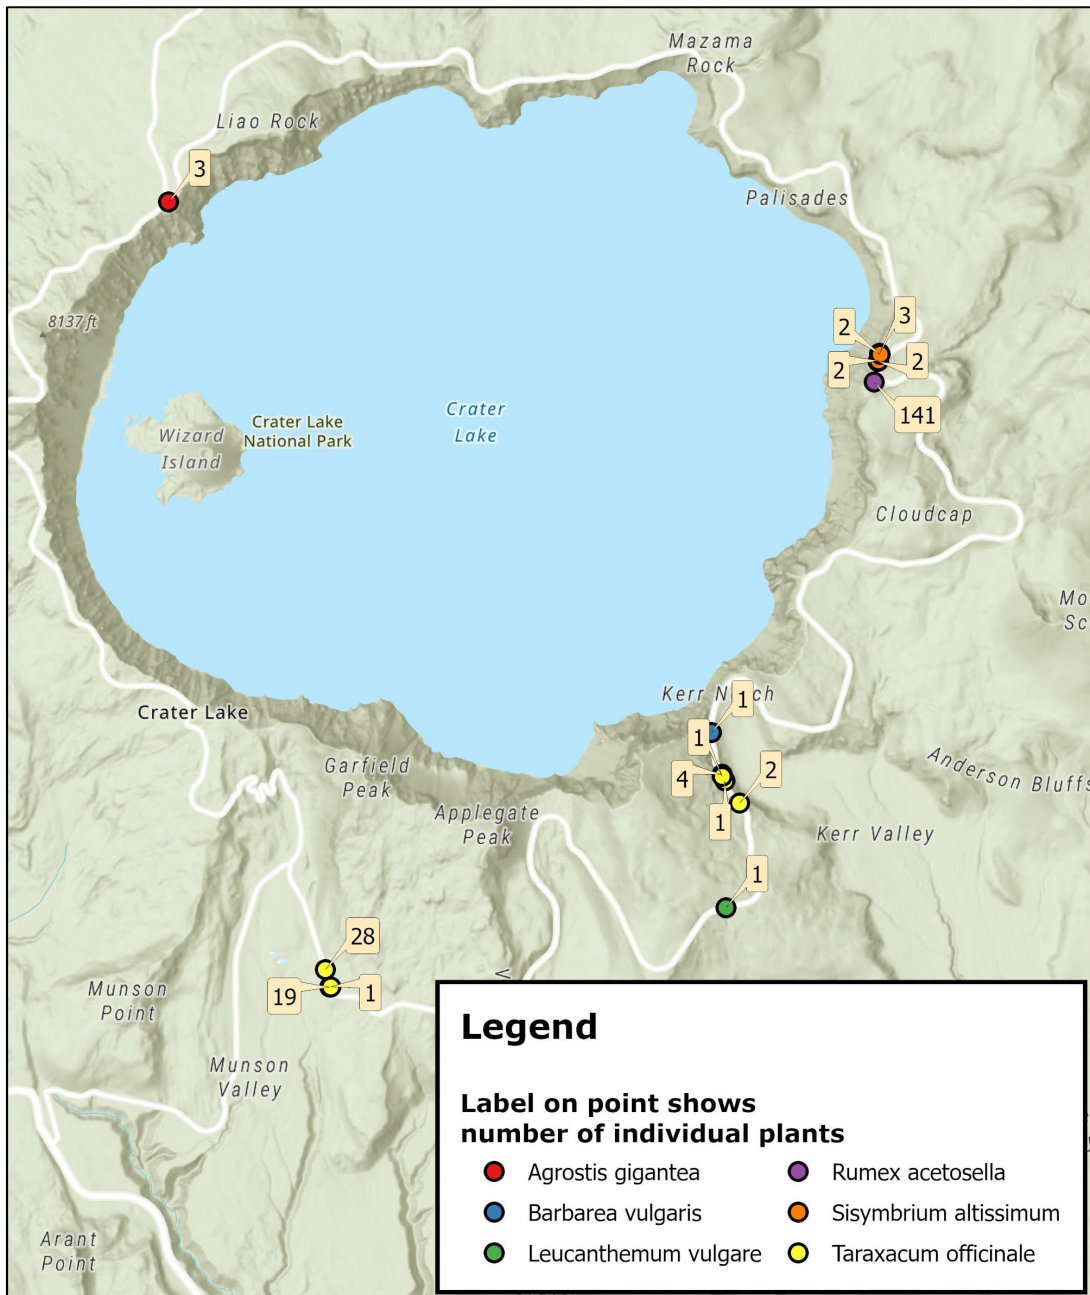 Mazama
Rock
Liao Rock
3
Palisades
8137 ft
2
3
2
2
141
Crater Lake
National Park
Crater
Lake
Wizard
Island
Cloudcap
Mo
Sc
Kerr N
ch
1
Crater Lake
1
Garfield
Peak
4
2
Anderson Bluffs
Applegate
Peak
1
Kerr Valley
1
28
19
1
V
Munson
Point
Munson
Valley
Arant
Point
Legend
Label on point shows
number of individual plants
Agrostis gigantea
Barbarea vulgaris
Leucanthemum vulgare
Rumex acetosella
Sisymbrium altissimum
Taraxacum officinale